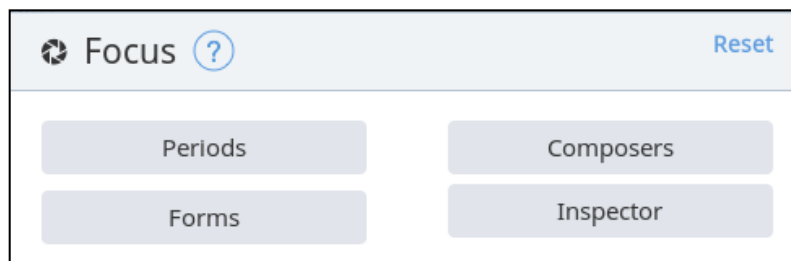 Focus ?
Reset
Periods
Composers
Forms
Inspector